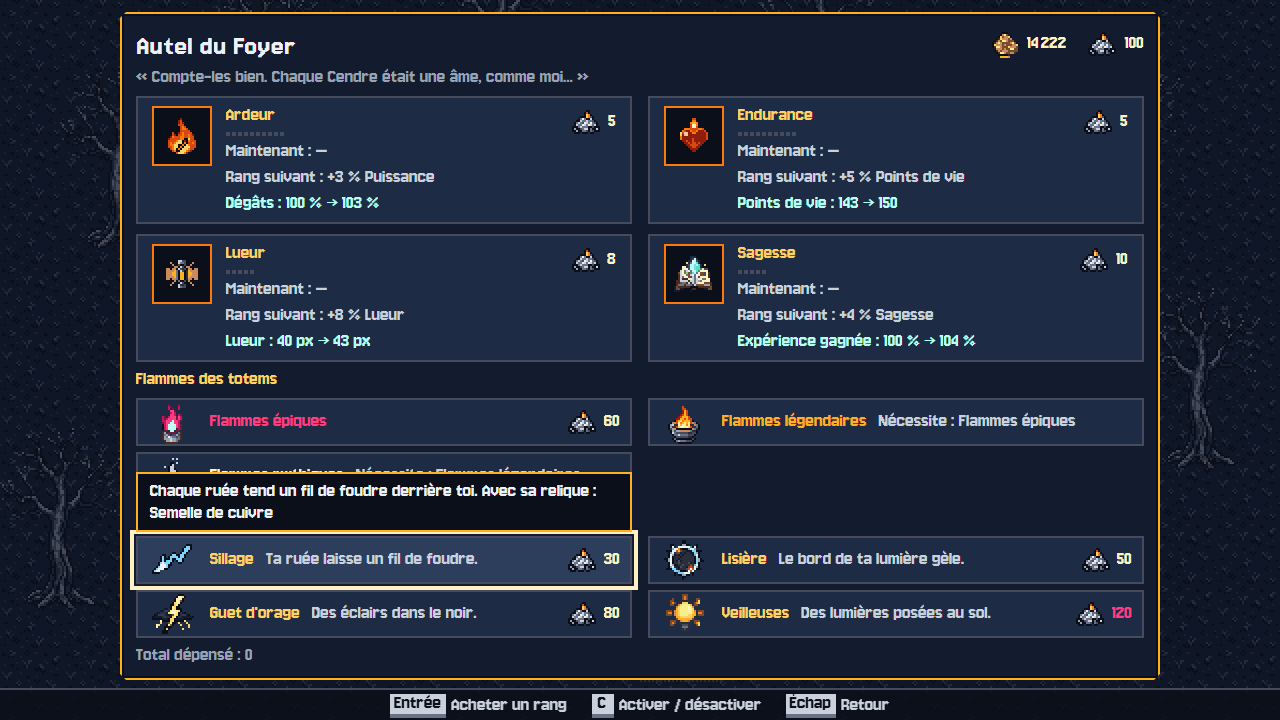 Autel du Foyer
14 222
100
« Compte-les bien. Chaque Cendre était une âme, comme moi... »
Ardeur
5
Maintenant : —
Rang suivant : +3 % Puissance
Dégâts : 100 % → 103 %
Endurance
5
Maintenant : —
Rang suivant : +5 % Points de vie
Points de vie : 143 → 150
Lueur
8
Maintenant : —
Rang suivant : +8 % Lueur
Lueur : 40 px → 43 px
Sagesse
10
Maintenant : —
Rang suivant : +4 % Sagesse
Expérience gagnée : 100 % → 104 %
Flammes des totems
Flammes épiques
60
Flammes légendaires Nécessite : Flammes épiques
Chaque ruée tend un fil de foudre derrière toi. Avec sa relique :
Semelle de cuivre
Sillage Ta ruée laisse un fil de foudre.
30
Lisière Le bord de ta lumière gèle.
50
Guet d'orage Des éclairs dans le noir.
80
Veilleuses Des lumières posées au sol.
120
Total dépensé : 0
Entrée Acheter un rang
C Activer / désactiver
Échap Retour